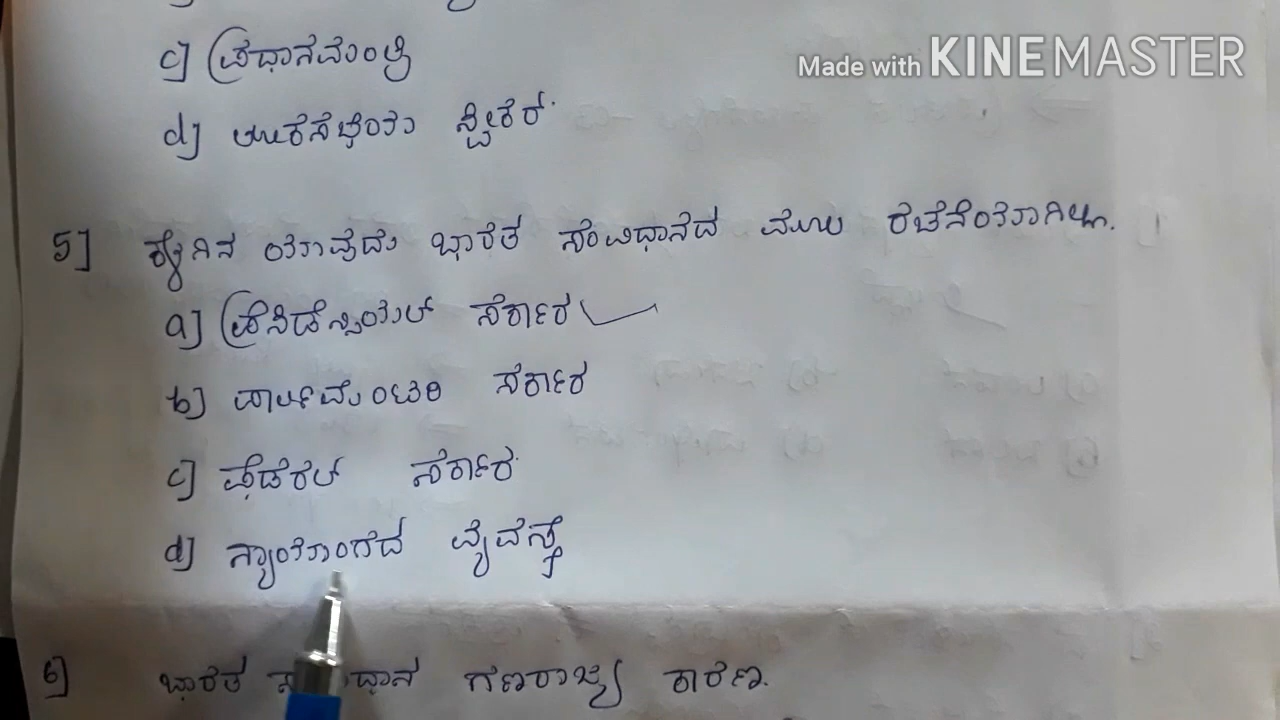 Made with KINEMASTER
c] ಪ್ರಧಾನಮಂತ್ರಿ
d] ಲೋಕಸಭೆಯ ಸ್ಪೀಕರ್.
5] ಕೆಳಗಿನ ಯಾವುದು ಭಾರತ ಸಂವಿಧಾನದ ಮೂಲ ರಚನೆಯಾಗಿಲ್ಲ.
a] ಪ್ರೆಸಿಡೆನ್ಸಿಯಲ್ ಸರ್ಕಾರ
b] ಪಾರ್ಲಿಮೆಂಟರಿ ಸರ್ಕಾರ
c] ಫೆಡರಲ್ ಸರ್ಕಾರ
d] ನ್ಯಾಯಾಂಗದ ವ್ಯವಸ್ಥೆ
6] ಭಾರತ ಗಣರಾಜ್ಯ ಕಾರಣ.